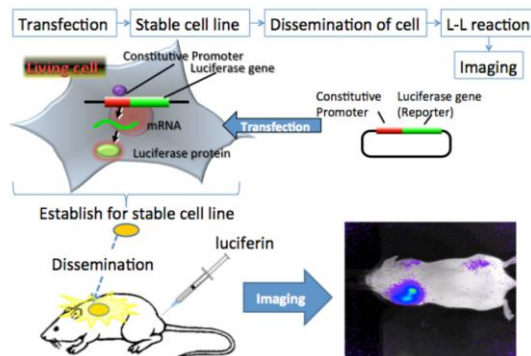 Transfection
Stable cell line
Dissemination of cell
L-L reaction
Imaging
Living cell
Constitutive Promoter
Luciferase gene
mRNA
Luciferase protein
Transfection
Constitutive
Promoter
Luciferase gene
(Reporter)
Establish for stable cell line
Dissemination
luciferin
Imaging